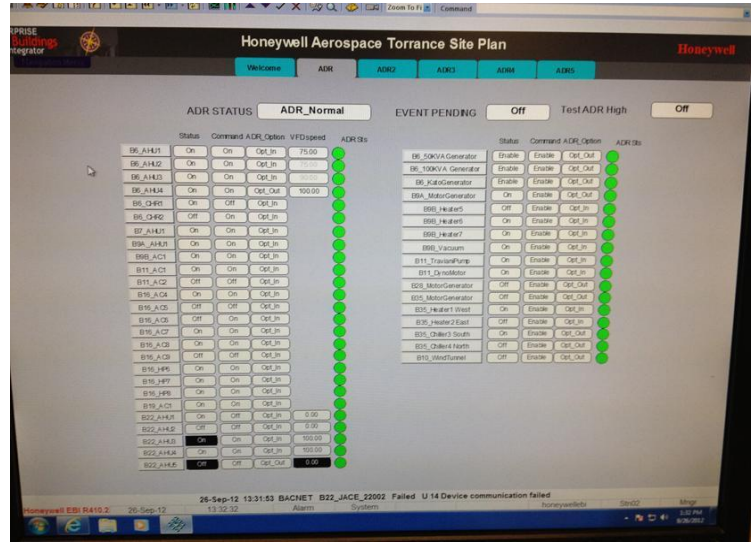 Zoom To Fi
Command
RPRISE
Buildings
ntegrator
Honeywell Aerospace Torrance Site Plan
Honeywell
Welcome ADR ADR2 ADR3 ADR4 ADR5
ADR STATUS ADR_Normal EVENT PENDING Off Test ADR High Off
Status Command ADR_Option VFDspeed ADR Sts
B6_AHU1 On On Opt_In 75.00
B6_AHU2 On On Opt_In
B6_AHU3 On On Opt_In
B6_AHU4 On On Opt_Out 100.00
B6_CHR1 On Off Opt_In
B6_CHR2 Off On Opt_In
B7_AHU1 On On Opt_In
B9A_AHU1 On On Opt_In
B9B_AC1 On On Opt_In
B11_AC1 On On Opt_In
B11_AC2 Off Off Opt_In
B16_AC4 On On Opt_In
B16_AC5 Off Off Opt_In
B16_AC6 Off Off Opt_In
B16_AC7 On On Opt_In
B16_AC8 On On Opt_In
Off Off Opt_In
B16_HP6 On On Opt_In
B16_HP7 On On Opt_In
On On Opt_In
B19_AC3 On On Opt_In
B22_AHU1 On Off Opt_In 0.00
B22_AHU2 Off Off Opt_In 0.00
B22_AHU3 On On Opt_In 100.00
B22_AHU4 On On Opt_In 100.00
B22_AHU5 Off Off Opt_Out 0.00
Status Command ADR_Option ADR Sts
B6_50KVA Generator Enable Enable Opt_Out
B6_100KVA Generator Enable Enable Opt_Out
B6_KatoGenerator Enable Enable Opt_Out
B9A_MotorGenerator On Enable Opt_Out
B9B_Heater5 Off Enable Opt_In
B9B_Heater6 On Enable Opt_In
B9B_Heater7 On Enable Opt_In
B9B_Vacuum On Enable Opt_In
B11_TravianiPump On Enable Opt_In
B11_DynoMotor On Enable Opt_In
B28_MotorGenerator Off Enable Opt_Out
B35_MotorGenerator Off Enable Opt_Out
B35_Heater1 West On Enable Opt_In
B35_Heater2 East Off Enable Opt_In
B35_Chiller3 South On Enable Opt_Out
B35_Chiller4 North Off Enable Opt_Out
B10_WindTunnel Off Enable Opt_Out
26-Sep-12 13:31:53 BACNET B22_JACE_22002 Failed U 14 Device communication failed
Honeywell EBI R410.2 26-Sep-12 13:32:32 Alarm System honeywellebi Stn02 Mngr
1:32 PM
9/26/2012